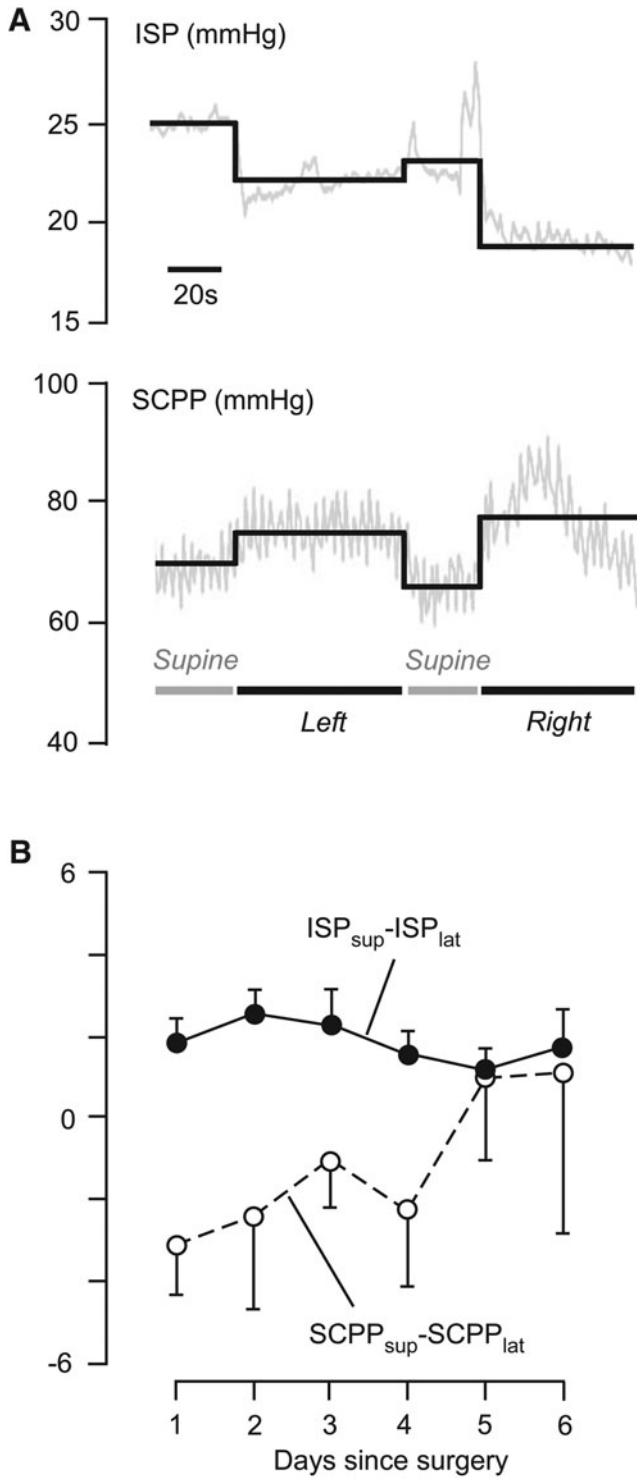 A
ISP (mmHg)
30
25
20
15
20s
SCPP (mmHg)
100
80
60
40
Supine
Supine
Left
Right
B
6
0
-6
ISPsup-ISPlat
SCPPsup-SCPPlat
1 2 3 4 5 6
Days since surgery